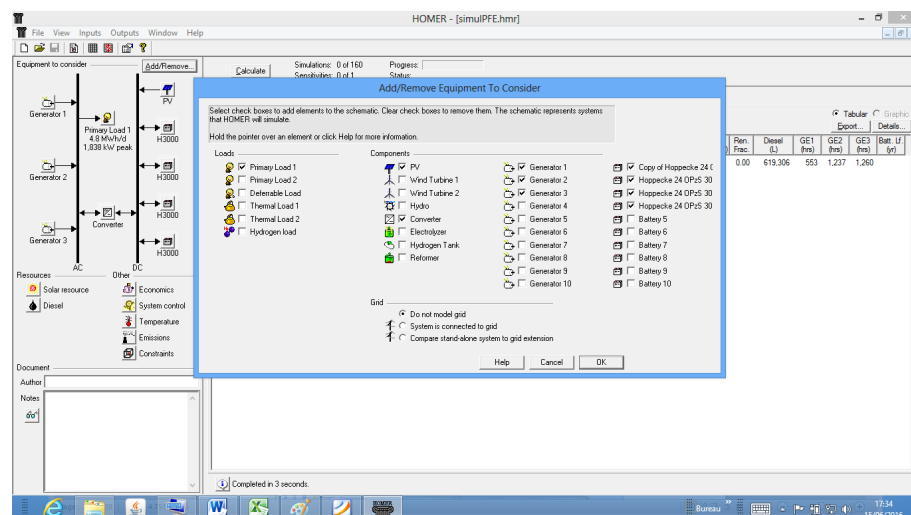 HOMER - [simulPFE.hmr]
File View Inputs Outputs Window Help
Equipment to consider
Add/Remove...
Calculate
Simulations: 0 of 160
Progress:
Sensitivities: 0 of 1
Status:
Add/Remove Equipment To Consider
Select check boxes to add elements to the schematic. Clear check boxes to remove them. The schematic represents systems
that HOMER will simulate.
Hold the pointer over an element or click Help for more information.
Loads
Primary Load 1
Primary Load 2
Deferrable Load
Thermal Load 1
Thermal Load 2
Hydrogen load
Components
PV
Wind Turbine 1
Wind Turbine 2
Hydro
Converter
Electrolyzer
Hydrogen Tank
Reformer
Generator 1
Generator 2
Generator 3
Generator 4
Generator 5
Generator 6
Generator 7
Generator 8
Generator 9
Generator 10
Copy of Hoppecke 24 (
Hoppecke 24 OPzS 30
Hoppecke 24 OPzS 30
Hoppecke 24 OPzS 30
Battery 5
Battery 6
Battery 7
Battery 8
Battery 9
Battery 10
Grid
Do not model grid
System is connected to grid
Compare stand-alone system to grid extension
Help Cancel OK
PV
Generator 1
Primary Load 1
4.8 MWh/d
1,838 kW peak
H3000
Generator 2
H3000
H3000
Converter
Generator 3
H3000
AC DC
Resources
Other
Solar resource
Economics
Diesel
System control
Temperature
Emissions
Constraints
Document
Author
Notes
Tabular Graphic
Export... Details...
Ren. Frac. Diesel (L) GE1 (hrs) GE2 (hrs) GE3 (hrs) Batt. Lf. (yr)
0.00 619,306 553 1,237 1,260
Completed in 3 seconds.
Bureau
17:34
15/06/2016